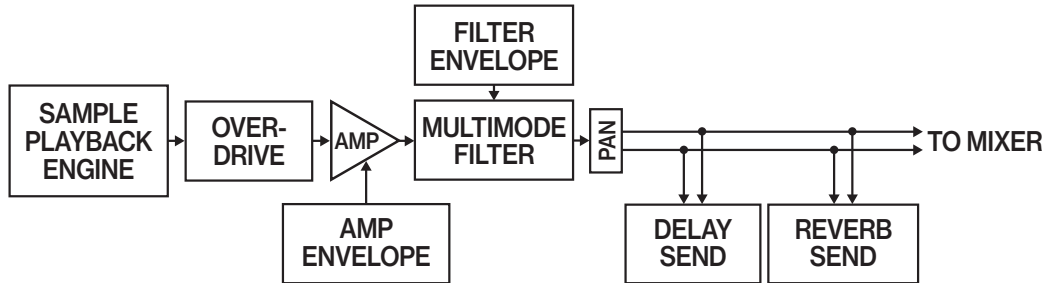 SAMPLE
PLAYBACK
ENGINE
OVER-
DRIVE
AMP
AMP
ENVELOPE
FILTER
ENVELOPE
MULTIMODE
FILTER
PAN
DELAY
SEND
REVERB
SEND
TO MIXER